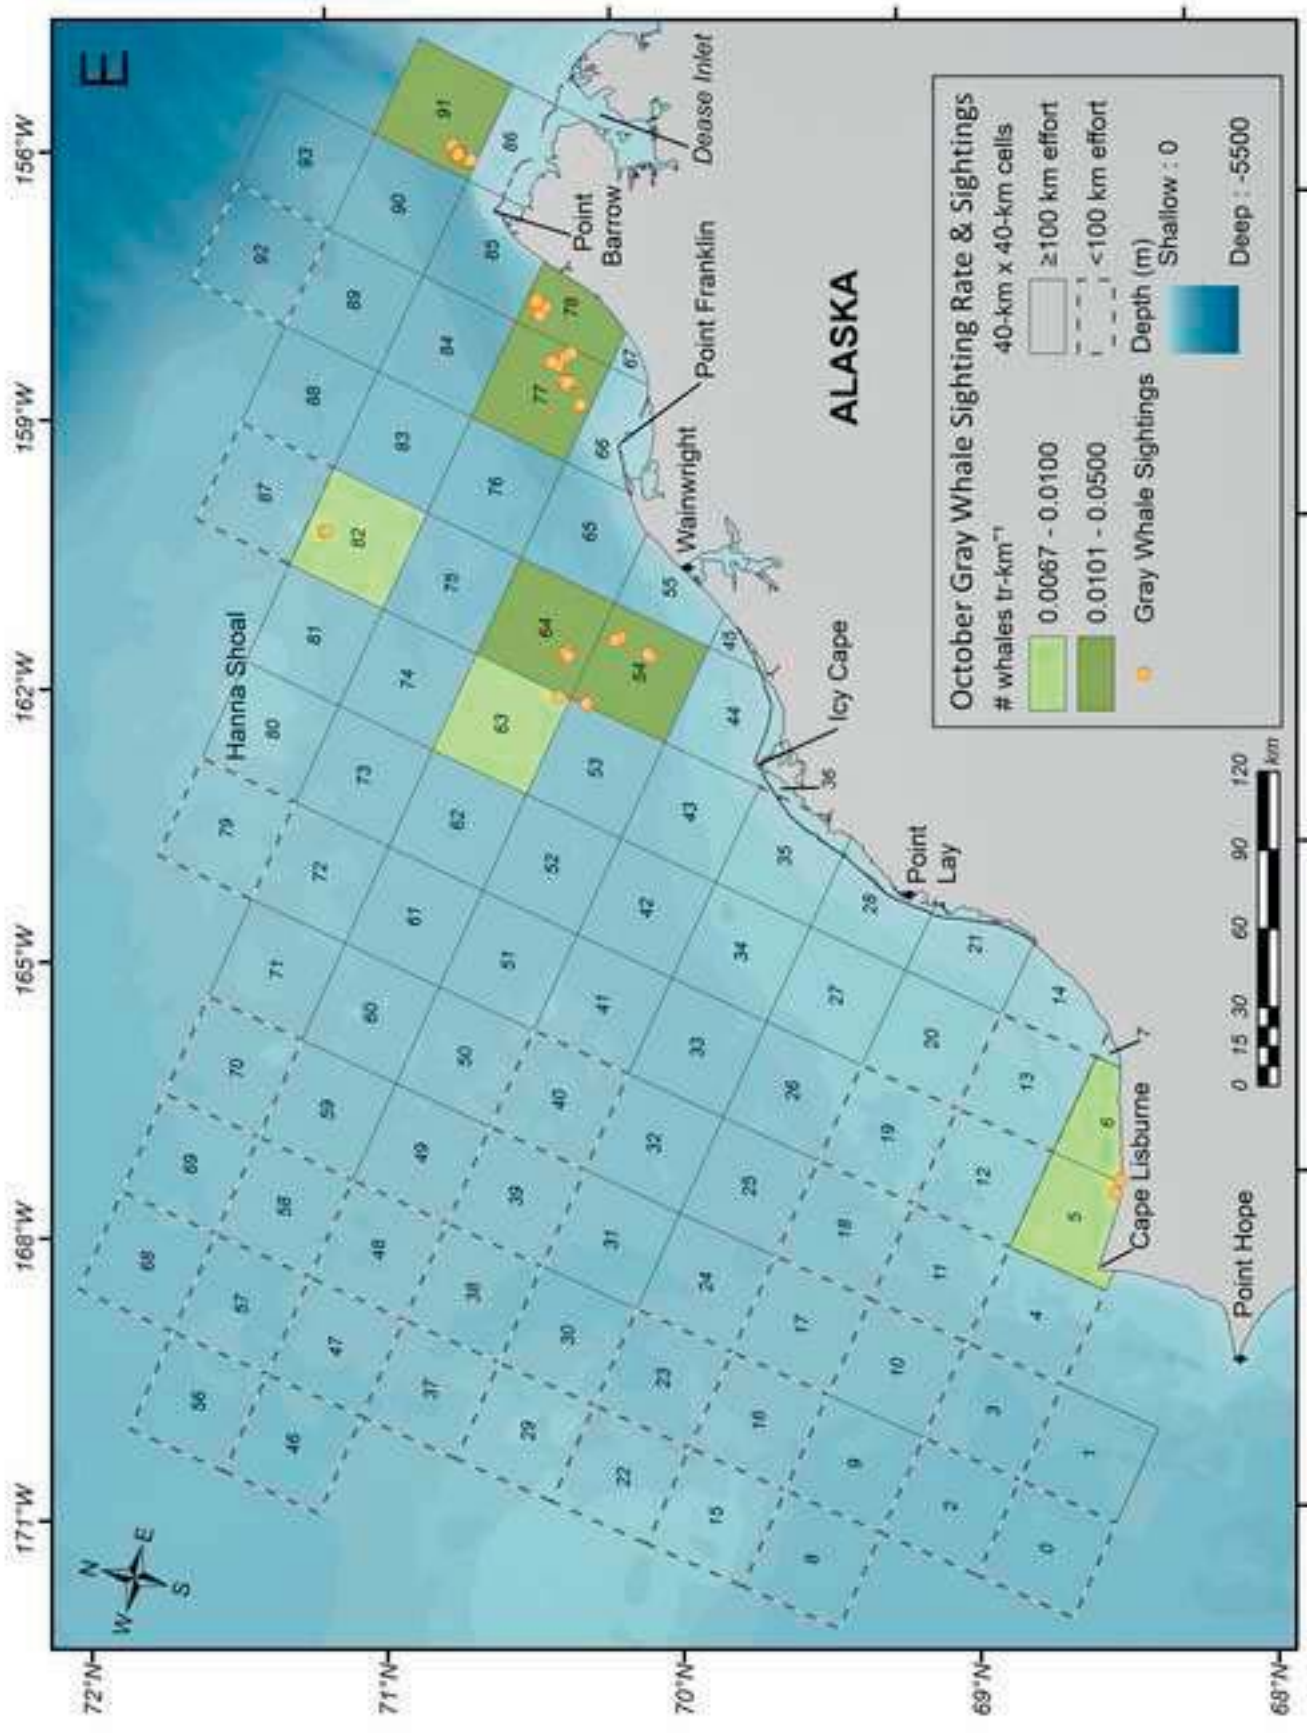 171°W 168°W 165°W 162°W 159°W 156°W
72°N
71°N
70°N
69°N
68°N
E
N
W E
S
Hanna Shoal
92 93
87 88 89 90 91
79 80 81 82 83 84 85 86
68 69 70 71 72 73 74 75 76 77 78
56 57 58 59 60 61 62 63 64 65 66 67
46 47 48 49 50 51 52 53 54 55
37 38 39 40 41 42 43 44 45
29 30 31 32 33 34 35 36
22 23 24 25 26 27 28
15 16 17 18 19 20 21
8 9 10 11 12 13 14
2 3 4 5 6 7
0 1
Point
Barrow
Dease Inlet
Point Franklin
Wainwright
Icy Cape
Point
Lay
Cape Lisburne
Point Hope
ALASKA
0 15 30 60 90 120
km
October Gray Whale Sighting Rate & Sightings
# whales tr-km⁻¹
0.0067 - 0.0100
0.0101 - 0.0500
Gray Whale Sightings
40-km x 40-km cells
≥100 km effort
<100 km effort
Depth (m)
Shallow : 0
Deep : -5500